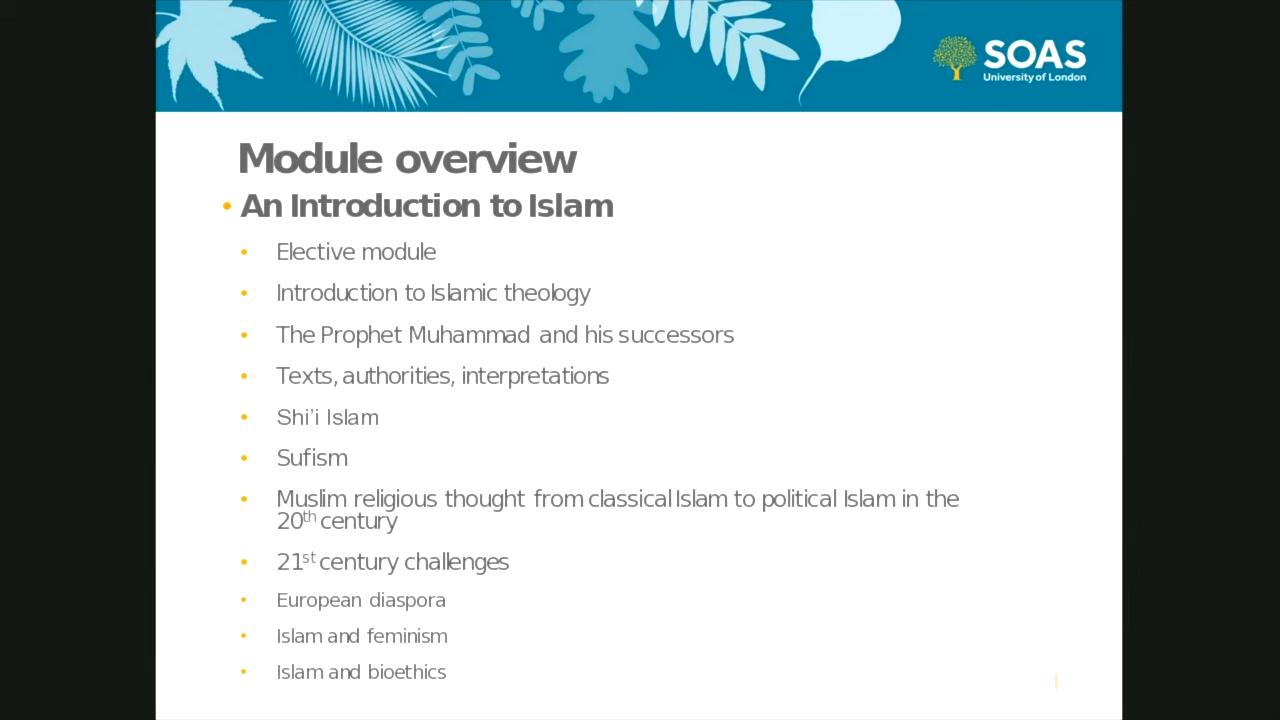 SOAS
University of London
Module overview
• An Introduction to Islam
• Elective module
• Introduction to Islamic theology
• The Prophet Muhammad and his successors
• Texts, authorities, interpretations
• Shi’i Islam
• Sufism
• Muslim religious thought from classical Islam to political Islam in the
20th century
• 21st century challenges
• European diaspora
• Islam and feminism
• Islam and bioethics